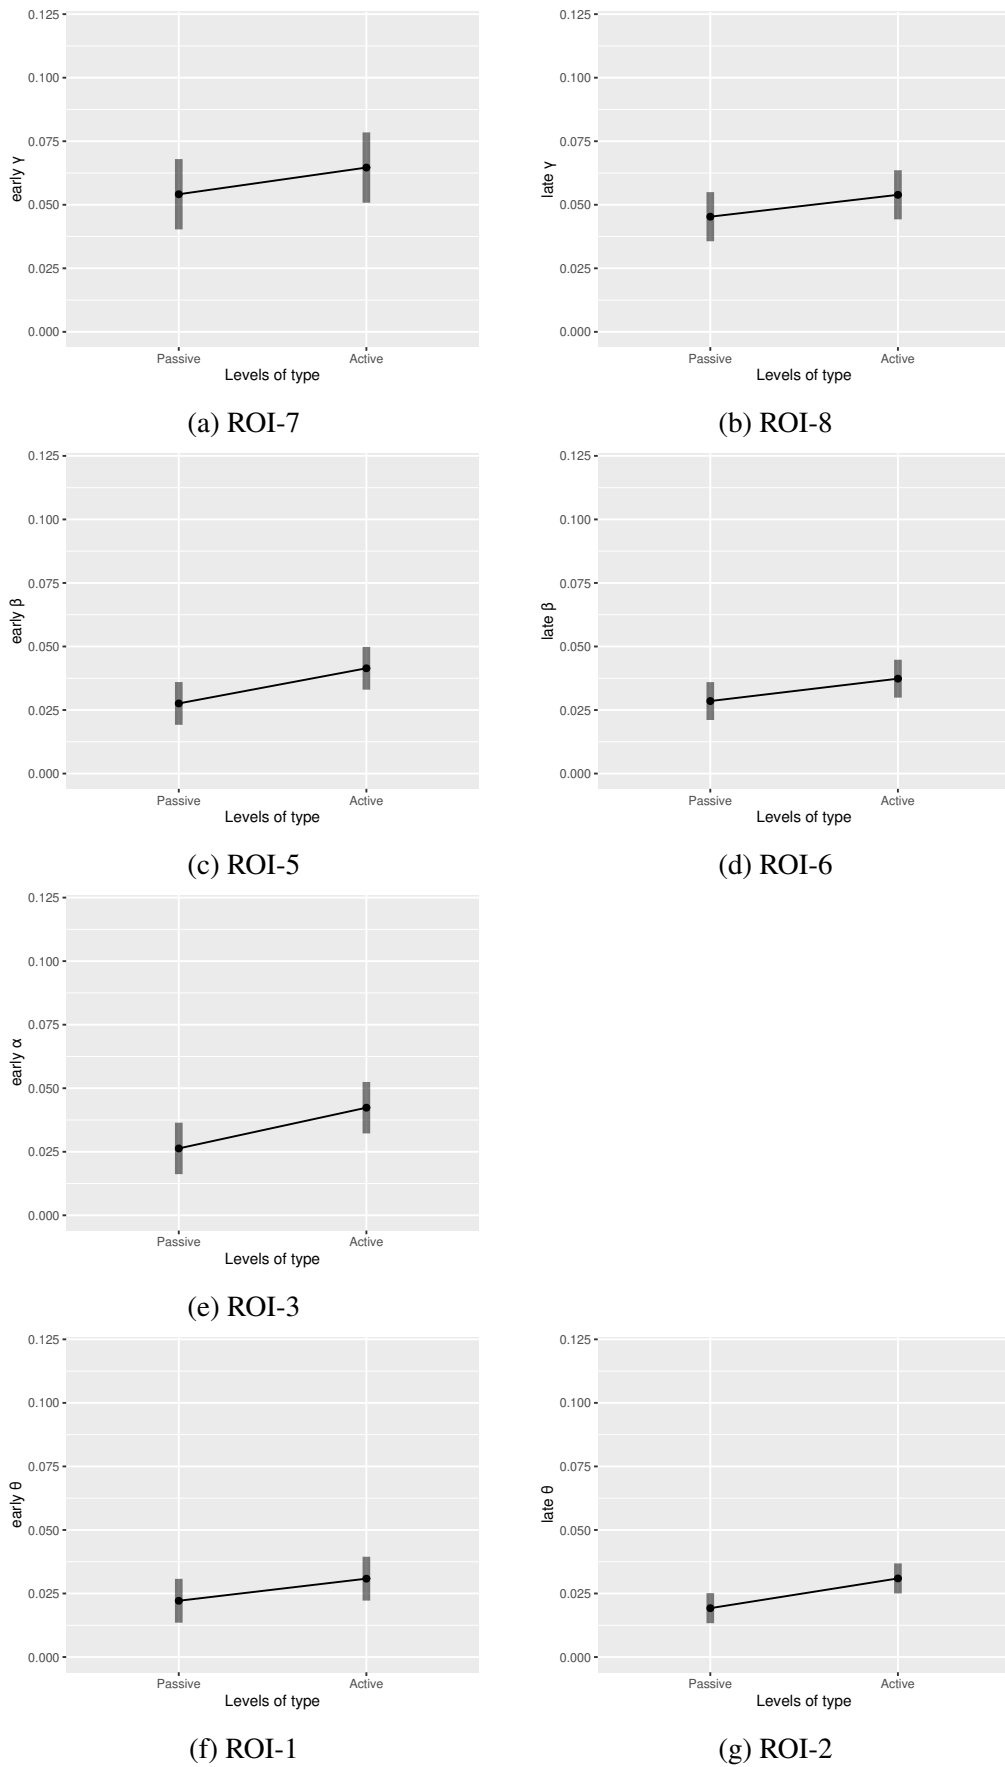 0.125
0.100
0.075
0.050
0.025
0.000
early γ
Passive Active
Levels of type
(a) ROI-7
0.125
0.100
0.075
0.050
0.025
0.000
late γ
Passive Active
Levels of type
(b) ROI-8
0.125
0.100
0.075
0.050
0.025
0.000
early β
Passive Active
Levels of type
(c) ROI-5
0.125
0.100
0.075
0.050
0.025
0.000
late β
Passive Active
Levels of type
(d) ROI-6
0.125
0.100
0.075
0.050
0.025
0.000
early α
Passive Active
Levels of type
(e) ROI-3
0.125
0.100
0.075
0.050
0.025
0.000
early θ
Passive Active
Levels of type
(f) ROI-1
0.125
0.100
0.075
0.050
0.025
0.000
late θ
Passive Active
Levels of type
(g) ROI-2